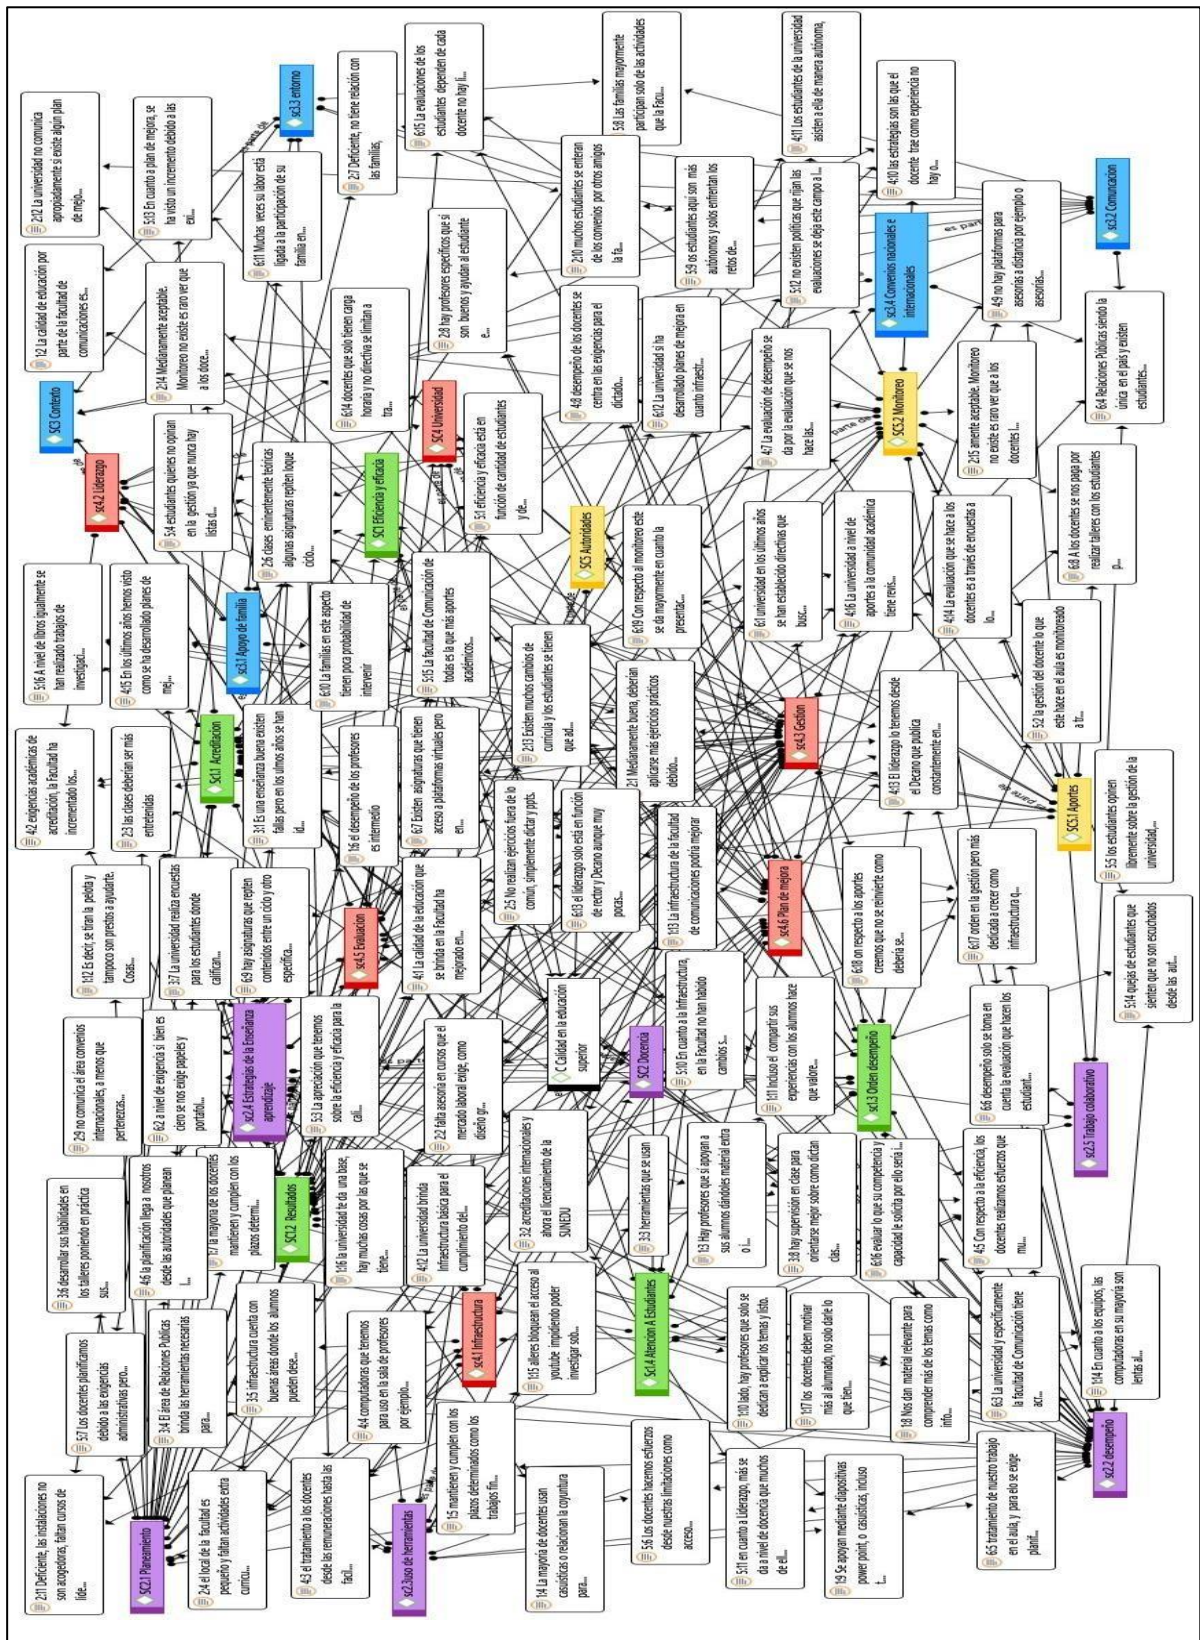 2:11 Deficiente, las instalaciones no
son acogedoras, faltan cursos de
lide...
5:7 Los docentes planificamos
debido a las exigencias
administrativas pero...
3:6 desarrollar sus habilidades en
los talleres poniendo en práctica
sus...
2:9 no comunica el área convenios
internacionales, a menos que
pertenezcas...
1:12 Es decir, se tiran la pelota y
tampoco son prestos a ayudarte.
Cosas...
4:2 exigencias académicas de
acreditación, la Facultad ha
incrementado los...
5:16 A nivel de libros igualmente se
han realizado trabajos de
investigaci...
SC3 Contexto
1:2 La calidad de educación por
parte de la facultad de
comunicaciones es...
2:12 La universidad no comunica
apropiadamente si existe algún plan
de mejo...
SC2.1 Planeamiento
3:4 El área de Relaciones Publicas
brinda las herramientas necesarias
para...
4:6 la planificación llega a nosotros
desde las autoridades que planean
l...
6:2 a nivel de exigencia si bien es
cierto se nos exige papeles y
portafol...
3:7 La universidad realiza encuestas
para los estudiantes donde
califican...
2:3 las clases deberían ser más
entretenidas
4:15 En los últimos años hemos visto
como se ha desarrollado planes de
mej...
sc4.2 Liderazgo
2:14 Medianamente aceptable.
Monitoreo no existe es raro ver que
a los doce...
5:13 En cuanto a plan de mejora, se
ha visto un incremento debido a las
exi...
2:4 el local de la facultad es
pequeño y faltan actividades extra
curricu...
1:7 la mayoría de los docentes
mantienen y cumplen con los
plazos determi...
sc2.4 Estrategias de la Enseñanza
aprendizaje
6:9 hay asignaturas que repten
contenidos entre un ciclo y otro
específica...
Sc1.1 Acreditacion
5:4 estudiantes quienes no opinan
en la gestión ya que nunca hay
listas d...
6:11 Muchas veces su labor está
ligada a la participación de su
familia en...
sc3.3 entorno
3:5 infraestructura cuenta con
buenas áreas donde los alumnos
pueden dese...
SC1.2 Resultados
3:1 Es una enseñanza buena existen
fallas pero en los ulmos años se han
id...
sc3.1 Apoyo de familia
2:6 clases eminentemente teóricas
algunas asignaturas repiten loque
ciclo...
4:3 el tratamiento a los docentes
desde las remuneraciones hasta las
facil...
5:3 La apreciación que tenemos
sobre la eficiencia y eficacia para la
cali...
6:10 La familias en este aspecto
tienen poca probabilidad de
intervenir
6:14 docentes que solo tienen carga
horaria y no directiva se limitan a
tra...
2:7 Deficiente, no tiene relación con
las familias,
4:4 computadoras que tenemos
para uso en la sala de profesores
por ejemplo...
1:16 la universidad te da una base,
hay muchas cosas por las que se
tiene...
sc4.5 Evaluacion
1:6 el desempeño de los profesores
es intermedio
SC1 Eficiencia y eficacia
6:15 La evaluaciones de los
estudiantes dependen de cada
docente no hay li...
sc2.3uso de herramientas
4:12 La universidad brinda
Infraestructura básica para el
cumplimiento del...
2:2 falta asesoría en cursos que el
mercado laboral exige, como
diseño gr...
4:1 La calidad de la educación que
se brinda en la Facultad ha
mejorado en...
6:7 Existen asignaturas que tienen
acceso a plataformas virtuales pero
en...
5:15 La facultad de Comunicación de
todas es la que más aportes
académicos...
SC4 Universidad
2:8 hay profesores específicos que si
son buenos y ayudan al estudiante
e...
1:5 mantienen y cumplen con los
plazos determinados como los
trabajos fin...
sc4.1 Infraestructura
5:1 eficiencia y eficacia está en
función de cantidad de estudiantes
y de...
1:4 La mayoría de docentes usan
casuísticas o relacionan la coyuntura
para...
1:15 alleres bloquean el acceso al
youtube impidiendo poder
investigar sob...
3:2 acreditaciones internacionales y
ahora el licenciamiento de la
SUNEDU
C Calidad en la educación
superior
2:5 No realizan ejercicios fuera de lo
común, simplemente dictar y ppts.
2:13 Existen muchos cambios de
currícula y los estudiantes se tienen
que ad...
SC5 Autoridades
4:8 desempeño de los docentes se
centra en las exigencias para el
dictado...
2:10 muchos estudiantes se enteran
de los convenios por otros amigos
la fa...
5:8 Las familias mayormente
participan solo de las actividades
que la Facu...
5:6 Los docentes hacemos esfuerzos
desde nuestras limitaciones como
acceso...
Sc1.4 Atencion A Estudiantes
3:3 herramientas que se usan
SC2 Docencia
6:13 el liderazgo solo está en función
de rector y Decano aunque muy
pocas...
2:1 Medianamente buena, deberían
aplicarse más ejercicios prácticos
debido...
6:19 Con respecto al monitoreo este
se da mayormente en cuanto la
presentac...
6:12 La universidad si ha
desarrollado planes de mejora en
cuanto infraestr...
5:9 os estudiantes aquí son más
autónomos y solos enfrentan los
retos de...
1:10 lado, hay profesores que solo se
dedican a explicar los temas y listo.
1:3 Hay profesores que si apoyan a
sus alumnos dándoles material extra
o i...
5:10 En cuanto a la Infraestructura,
en la Facultad no han habido
cambios s...
1:13 La infraestructura de la facultad
de comunicaciones podría mejorar
5:11 en cuanto a Liderazgo, más se
da a nivel de docencia que muchos
de ell...
1:17 los docentes deben motivar
más al alumnado, no solo darle lo
que tien...
3:8 hay supervision en clase para
orientarse mejor sobre como dictan
clas...
1:11 Incluso el compartir sus
experiencias con los alumnos hace
que valore...
sc4.6 Plan de mejora
sc4.3 Gestion
6:1 universidad en los últimos años
se han establecido directivas que
busc...
4:7 La evaluación de desempeño se
da por la evaluación que se nos
hace las...
5:12 no existen políticas que rijan las
evaluaciones se deja este campo a l...
4:11 Los estudiantes de la universidad
asisten a ella de manera autónoma,
1:9 Se apoyan mediante diapositivas
power point, o casuísticas, incluso
t...
1:8 Nos dan material relevante para
comprender más de los temas como
info...
6:16 evaluar lo que su competencia y
capacidad le solicita por ello sería i...
sc1.3 Orden desempeño
6:18 on respecto a los aportes
creemos que no se reinvierte como
debería se...
4:13 El liderazgo lo tenemos desde
el Decano que publica
constantemente en...
4:16 La universidad a nivel de
aportes a la comunidad académica
tiene revis...
SC5.2 Monitoreo
sc3.4 Convenios nacionales e
internacionales
4:10 las estrategias son las que el
docente trae como experiencia no
hay o...
6:5 tratamiento de nuestro trabajo
en el aula, y para ello se exige
planif...
6:3 La universidad y específicamente
la facultad de Comunicación tiene
acr...
4:5 Con respecto a la eficiencia, los
docentes realizamos esfuerzos que
mu...
6:6 desempeño solo se toma en
cuenta la evaluación que hacen los
estudiant...
6:17 orden en la gestión pero más
dedicada a crecer como
infraestructura q...
4:14 La evaluación que se hace a los
docentes es a través de encuestas a
lo...
2:15 amente aceptable. Monitoreo
no existe es raro ver que a los
docentes l...
4:9 no hay plataformas para
asesorías a distancia por ejemplo o
asesorías...
sc2.2 desempeño
1:14 En cuanto a los equipos, las
computadoras en su mayoría son
lentas al...
sc2.5 Trabajo colaborativo
5:14 quejas de estudiantes que
sienten que no son escuchados
desde las aut...
5:5 los estudiantes opinen
libremente sobre la gestión de la
universidad,...
SC5.1 Aportes
5:2 la gestión del docente lo que
este hace en el aula es monitoreado
a tr...
6:8 A los docentes se nos paga por
realizar talleres con los estudiantes
p...
6:4 Relaciones Públicas siendo la
única en el país y existen
estudiantes...
sc3.2 Comunicacion
es parte de
es parte de